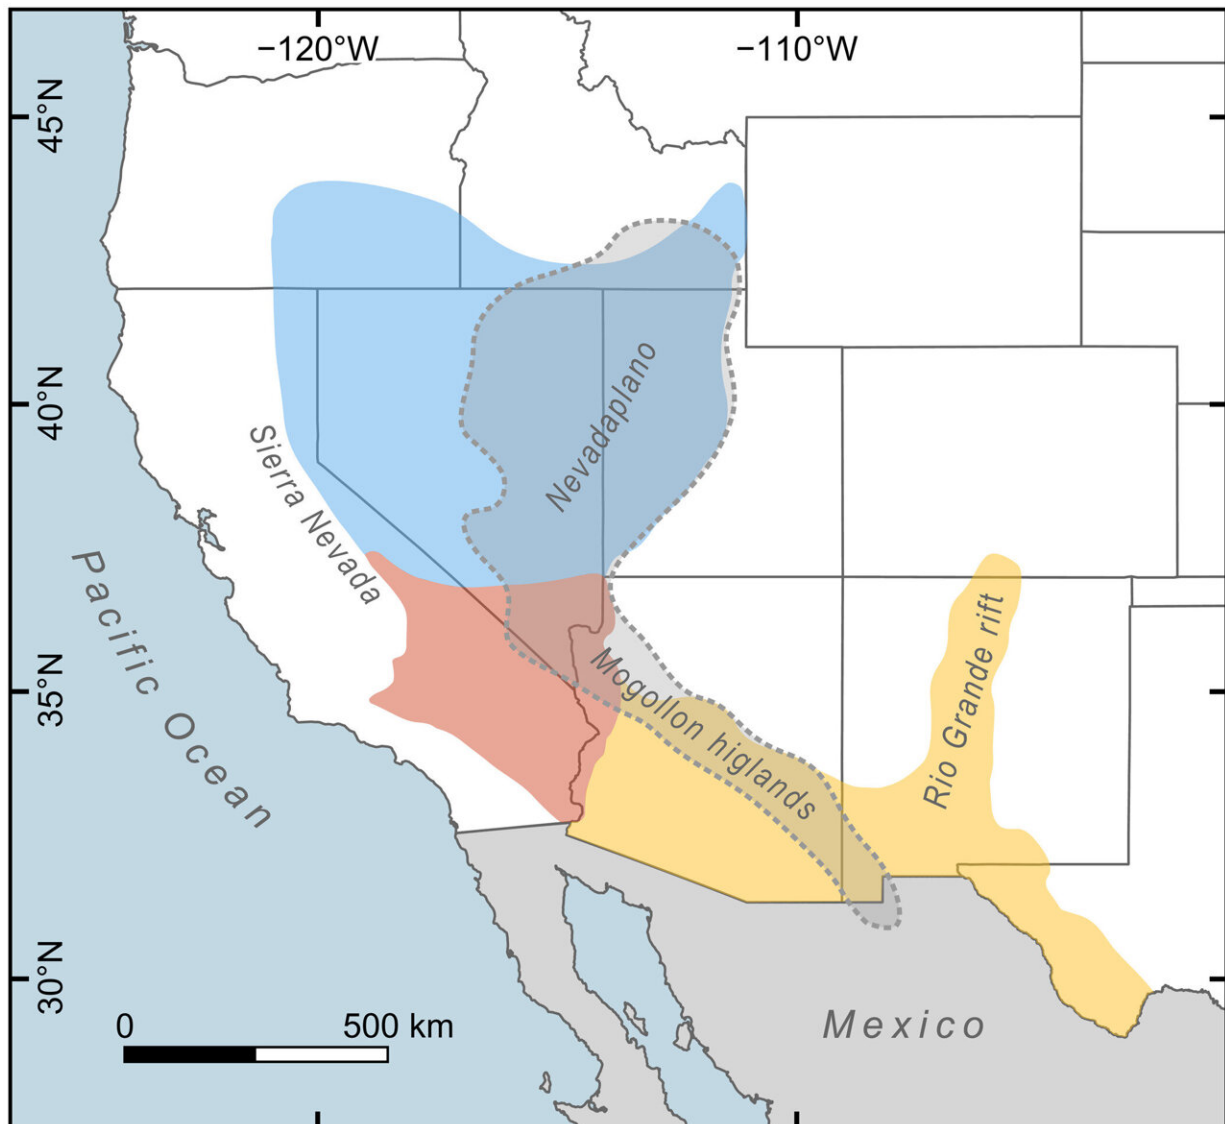 −120°W
−110°W
45°N
40°N
35°N
30°N
Nevadaplano
Sierra Nevada
Pacific Ocean
Mogollon higlands
Rio Grande rift
Mexico
0
500 km